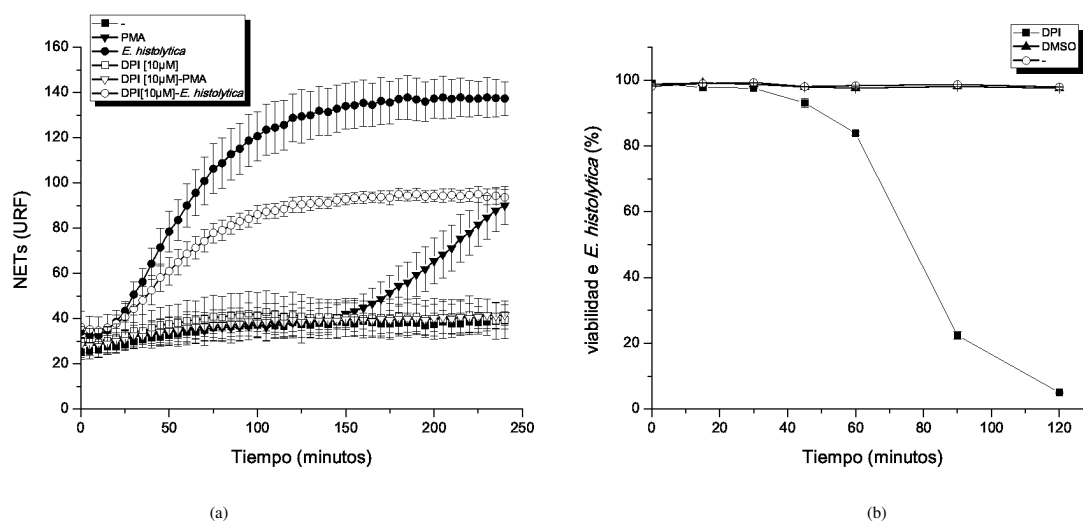 -
PMA
E. histolytica
DPI [10µM]
DPI [10µM]-PMA
DPI[10µM]-E. histolytica
160
140
120
100
80
60
40
20
0
NETs (URF)
0
50
100
150
200
250
Tiempo (minutos)
(a)
DPI
DMSO
-
100
80
60
40
20
0
viabilidad e E. histolytica (%)
0
20
40
60
80
100
120
Tiempo (minutos)
(b)